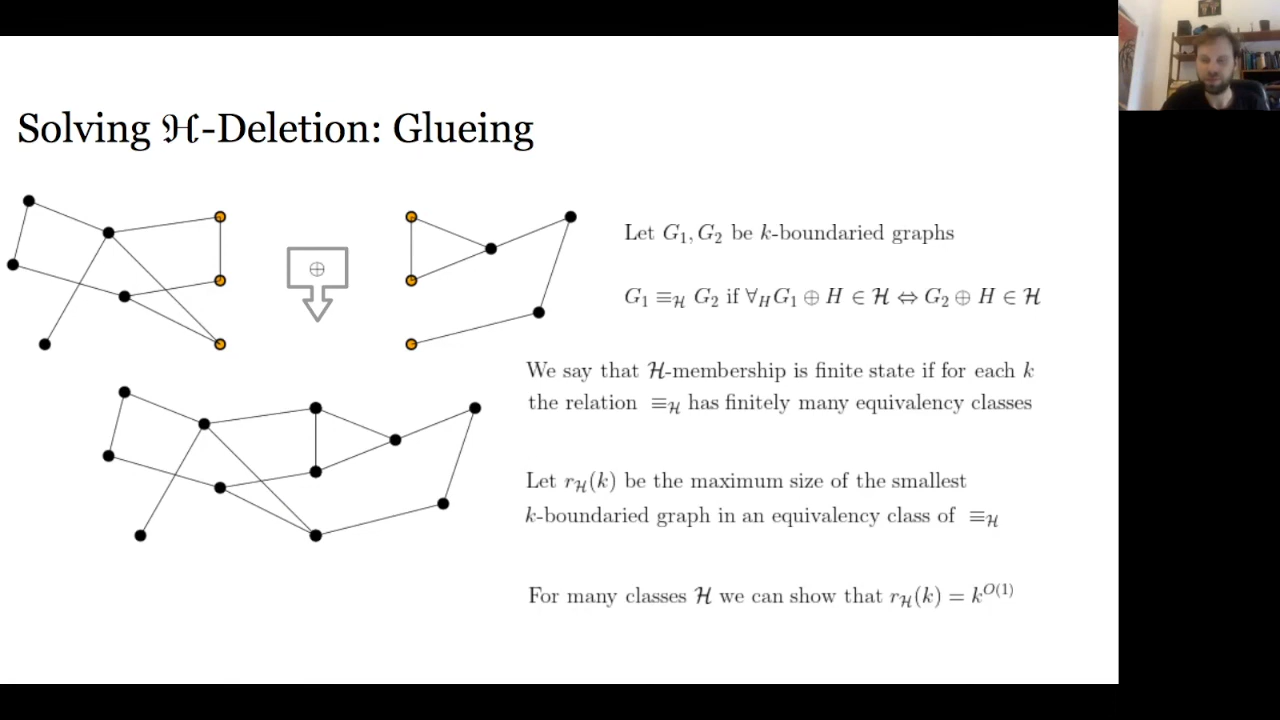 Solving ℋ-Deletion: Glueing
⊕
Let G₁, G₂ be k-boundaried graphs
G₁ ≡_ℋ G₂ if ∀_H G₁ ⊕ H ∈ ℋ ⇔ G₂ ⊕ H ∈ ℋ
We say that ℋ-membership is finite state if for each k
the relation ≡_ℋ has finitely many equivalency classes
Let r_ℋ(k) be the maximum size of the smallest
k-boundaried graph in an equivalency class of ≡_ℋ
For many classes ℋ we can show that r_ℋ(k) = k^{O(1)}